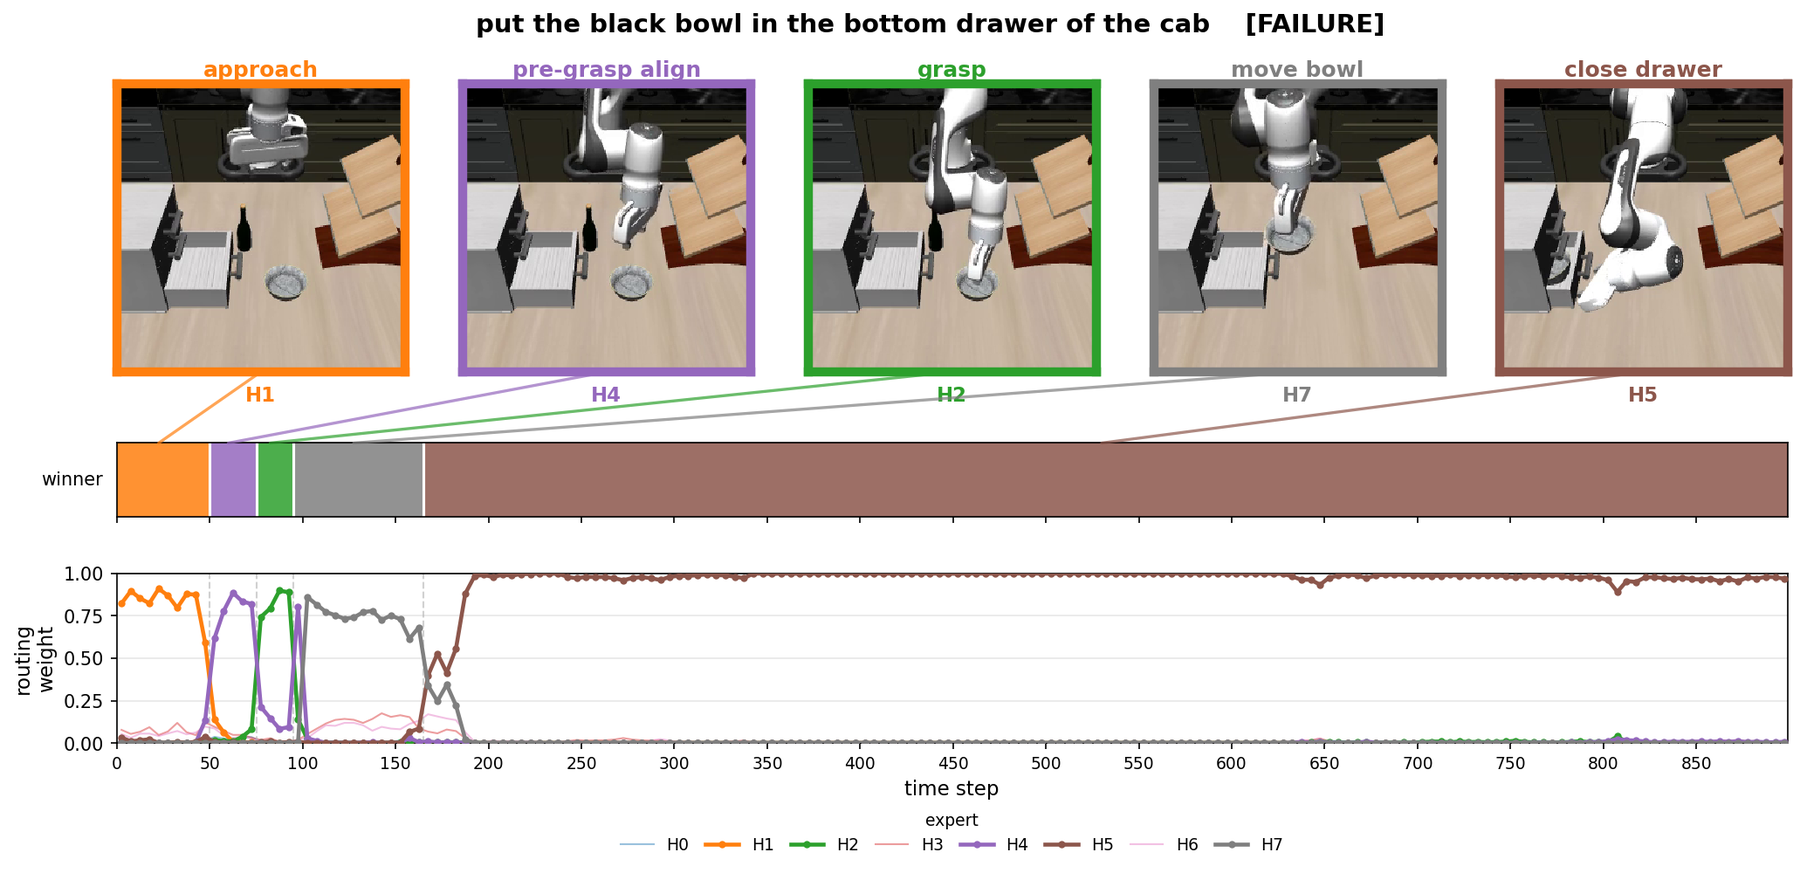 put the black bowl in the bottom drawer of the cab [FAILURE]
approach pre-grasp align grasp move bowl close drawer
H1 H4 H2 H7 H5
winner
1.00
0.75
0.50
0.25
0.00
routing
weight
0 50 100 150 200 250 300 350 400 450 500 550 600 650 700 750 800 850
time step
expert
H0 H1 H2 H3 H4 H5 H6 H7